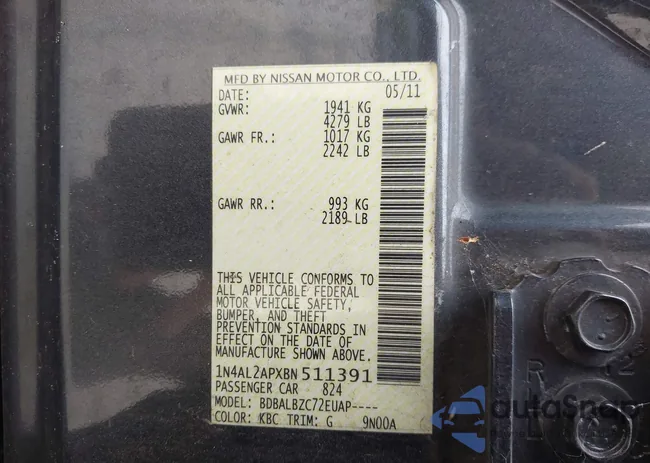 MFD BY NISSAN MOTOR CO., LTD.
DATE: 05/11
GVWR: 1941 KG
4279 LB
GAWR FR.: 1017 KG
2242 LB
GAWR RR.: 993 KG
2189 LB
THIS VEHICLE CONFORMS TO
ALL APPLICABLE FEDERAL
MOTOR VEHICLE SAFETY,
BUMPER, AND THEFT
PREVENTION STANDARDS IN
EFFECT ON THE DATE OF
MANUFACTURE SHOWN ABOVE.
1N4AL2APXBN511391
PASSENGER CAR 824
MODEL: BDBALBZC72EUAP----
COLOR: KBC TRIM: G 9N00A
R 12
L
autoSnap